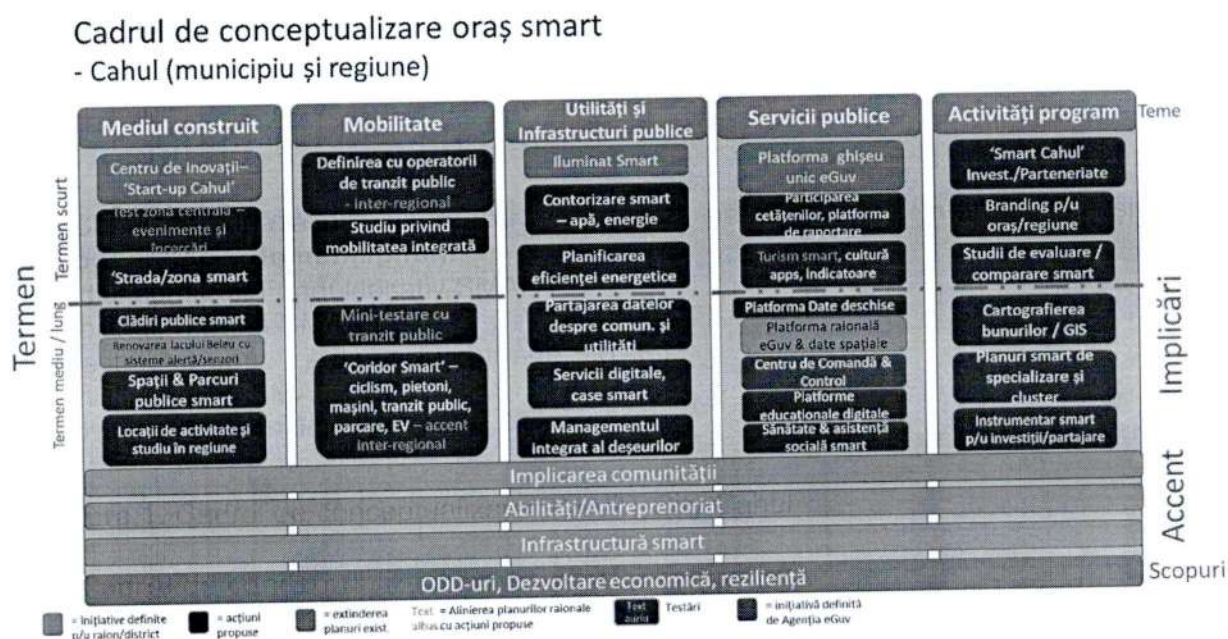 Cadrul de conceptualizare oraș smart
- Cahul (municipiu și regiune)
Teme
Mediul construit
Centru de Inovații–
'Start-up Cahul'
Test zona centrală –
evenimente și
încercări
'Strada/zona smart
Clădiri publice smart
Renovarea lacului Beleu cu
sisteme alertă/senzori
Spații & Parcuri
publice smart
Locații de activitate și
studiu în regiune
Mobilitate
Definirea cu operatorii
de tranzit public
- inter-regional
Studiu privind
mobilitatea integrată
Mini-testare cu
tranzit public
'Coridor Smart' –
ciclism, pietoni,
mașini, tranzit public,
parcare, EV – accent
inter-regional
Utilități și
Infrastructuri publice
Iluminat Smart
Contorizare smart
– apă, energie
Planificarea
eficienței energetice
Partajarea datelor
despre comun. și
utilități
Servicii digitale,
case smart
Managementul
integrat al deșeurilor
Servicii publice
Platforma ghișeu
unic eGuv
Participarea
cetățenilor, platforma
de raportare
Turism smart, cultură
apps, Indicatoare
Platforma Date deschise
Platforma raională
eGuv & date spațiale
Centru de Comandă &
Control
Platforme
educaționale digitale
Sănătate & asistență
socială smart
Activități program
'Smart Cahul'
Invest./Parteneriate
Branding p/u
oraș/regiune
Studii de evaluare /
comparare smart
Cartografierea
bunurilor / GIS
Planuri smart de
specializare și
cluster
Instrumentar smart
p/u investiții/partajare
Termen
Termen scurt
Termen mediu / lung
Implicări
Accent
Implicarea comunității
Abilități/Antreprenoriat
Infrastructură smart
ODD-uri, Dezvoltare economică, reziliență
Scopuri
= inițiative definite
p/u raion/district
= acțiuni
propuse
= extinderea
planuri exist.
Text = Alinierea planurilor raionale
albus cu acțiuni propuse
Text
auriu
Testări
= inițiativă definită
de Agenția eGuv